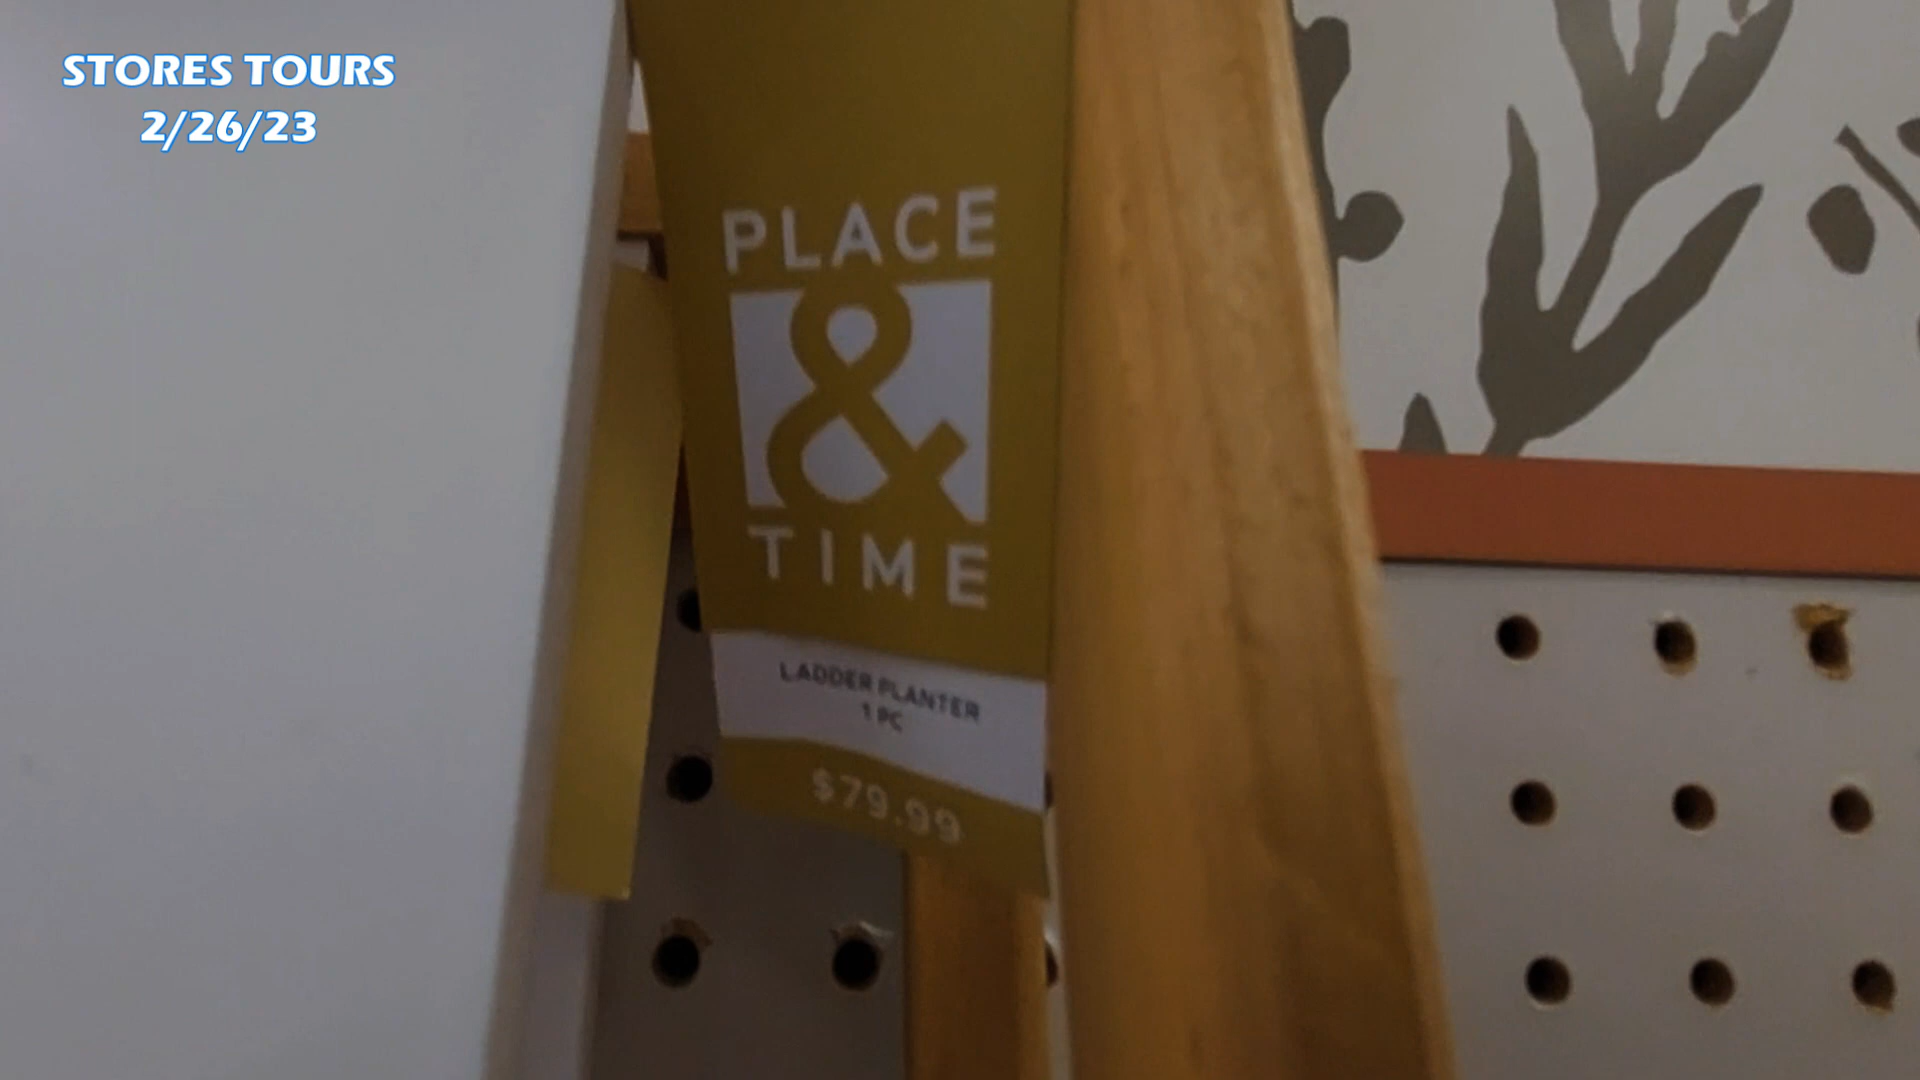 STORES TOURS
2/26/23
PLACE
&
TIME
LADDER PLANTER
1 PC
$79.99